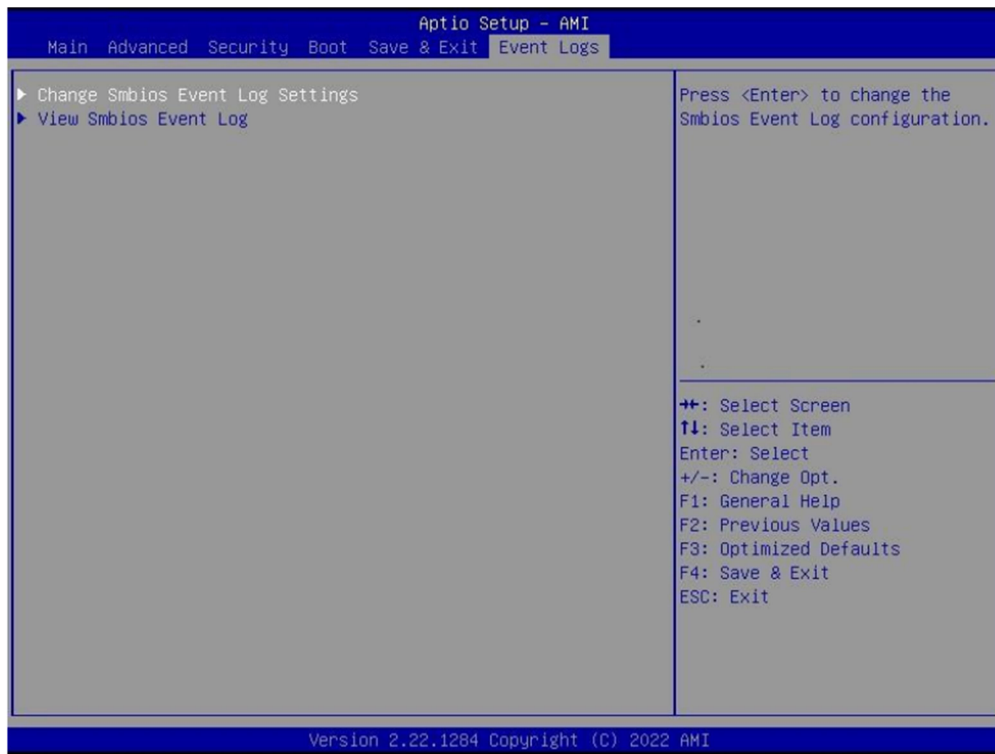 Aptio Setup – AMI
Main Advanced Security Boot Save & Exit Event Logs
▶ Change Smbios Event Log Settings
▶ View Smbios Event Log
Press <Enter> to change the
Smbios Event Log configuration.
→←: Select Screen
↑↓: Select Item
Enter: Select
+/-: Change Opt.
F1: General Help
F2: Previous Values
F3: Optimized Defaults
F4: Save & Exit
ESC: Exit
Version 2.22.1284 Copyright (C) 2022 AMI